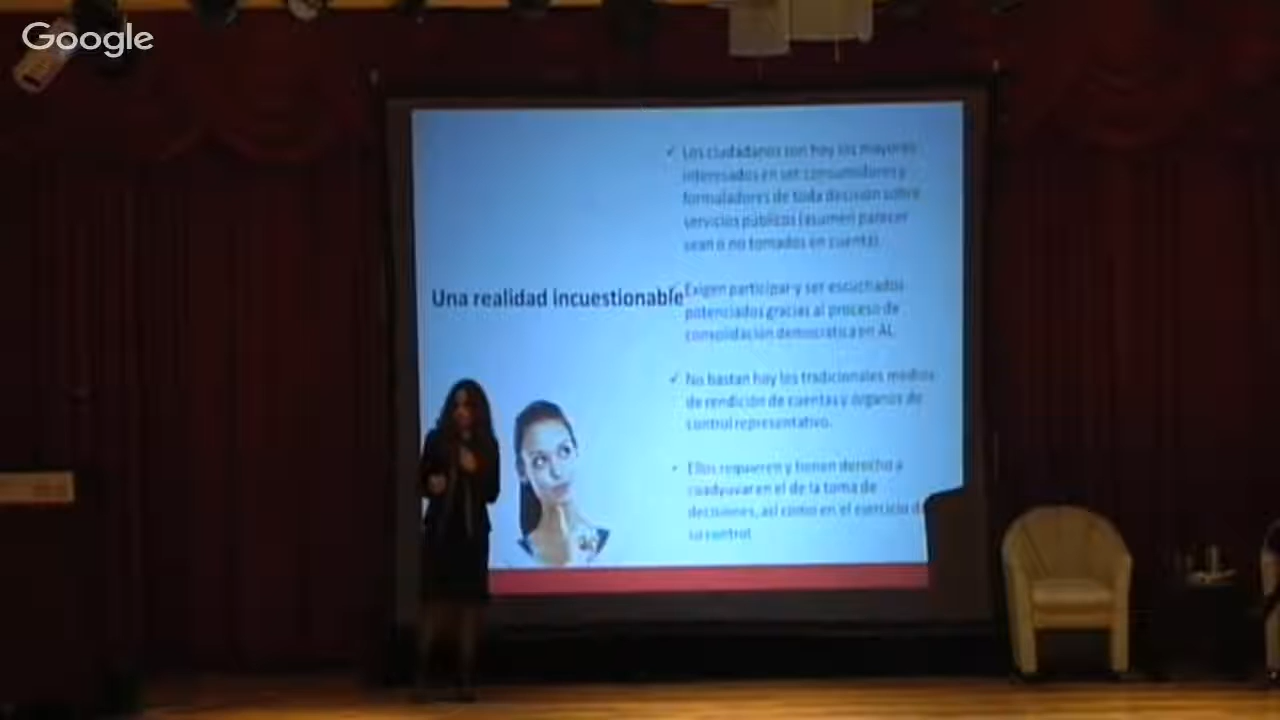 Google
Una realidad incuestionable
✓ Los ciudadanos son hoy los mayores
interesados en ser consumidores y
formuladores de toda decisión sobre
servicios públicos (asumen parecer
sean o no tomados en cuenta).
✓ Exigen participar y ser escuchados
potenciados gracias al proceso de
consolidación democrática en AL
✓ No bastan hoy los tradicionales medios
de rendición de cuentas y órganos de
control representativo.
• Ellos requieren y tienen derecho a
coadyuvar en el de la toma de
decisiones, así como en el ejercicio de
su control